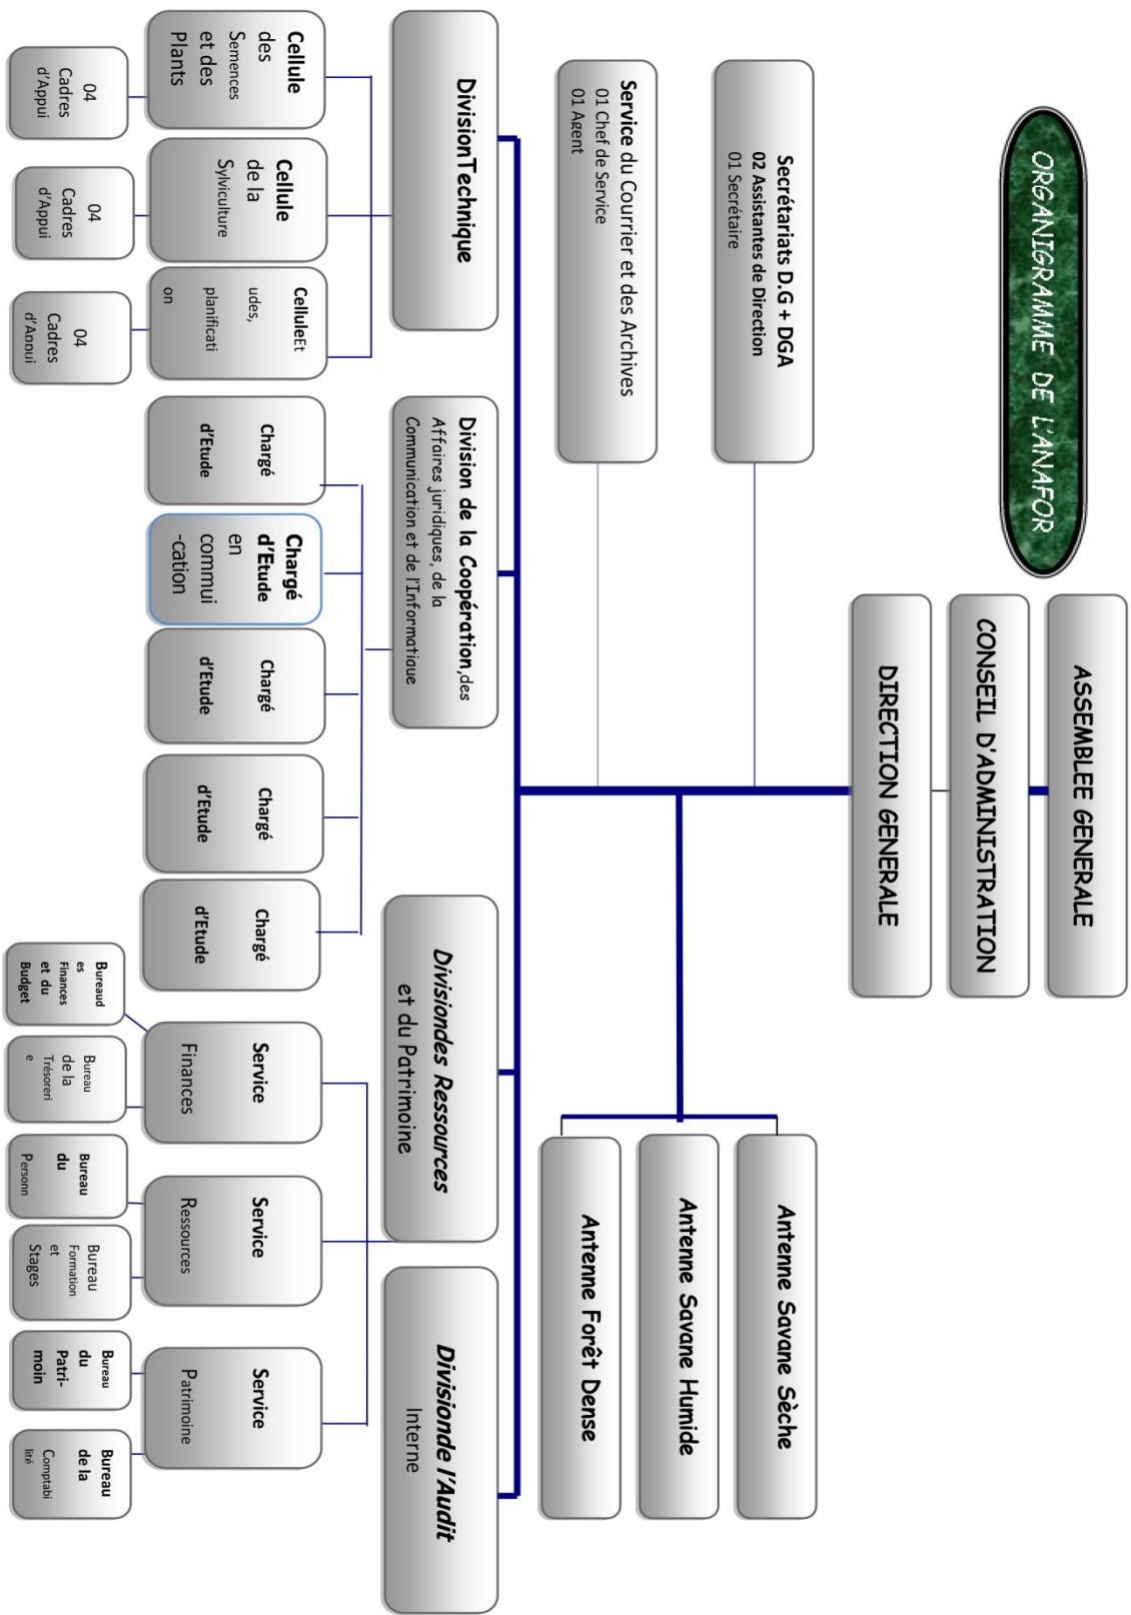 ORGANIGRAMME DE L'ANAFOR
ASSEMBLEE GENERALE
CONSEIL D'ADMINISTRATION
DIRECTION GENERALE
Secrétariats D.G + DGA
02 Assistantes de Direction
01 Secrétaire
Service du Courrier et des Archives
01 Chef de Service
01 Agent
Antenne Savane Sèche
Antenne Savane Humide
Antenne Forêt Dense
DivisionTechnique
Division de la Coopération,des
Affaires juridiques, de la
Communication et de l'Informatique
Divisiondes Ressources
et du Patrimoine
Divisionde l'Audit
Interne
Cellule
des
Semences
et des
Plants
Cellule
de la
Sylviculture
CelluleEt
udes,
planificati
on
Chargé
d'Etude
Chargé
d'Etude
en
commui
-cation
Chargé
d'Etude
Chargé
d'Etude
Chargé
d'Etude
Service
Finances
Service
Ressources
Service
Patrimoine
04
Cadres
d'Appui
04
Cadres
d'Appui
04
Cadres
d'Appui
Bureaud
es
Finances
et du
Budget
Bureau
de la
Trésoreri
e
Bureau
du
Personn
Bureau
Formation
et
Stages
Bureau
du
Patri-
moin
Bureau
de la
Comptabi
lité